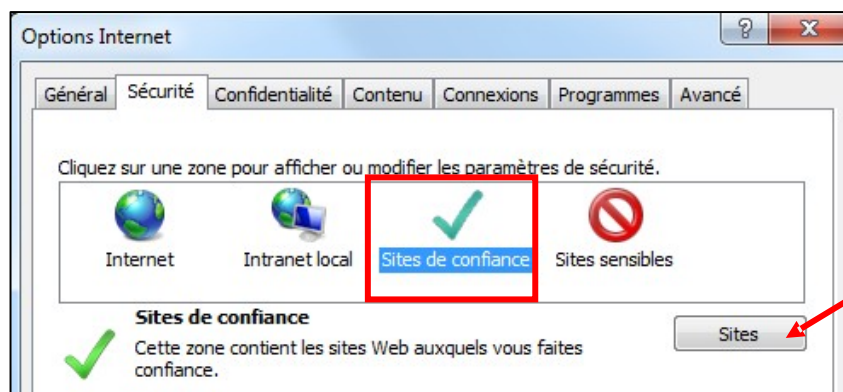 Options Internet
?
X
Général Sécurité Confidentialité Contenu Connexions Programmes Avancé
Cliquez sur une zone pour afficher ou modifier les paramètres de sécurité.
Internet Intranet local Sites de confiance Sites sensibles
Sites de confiance
Sites
Cette zone contient les sites Web auxquels vous faites
confiance.